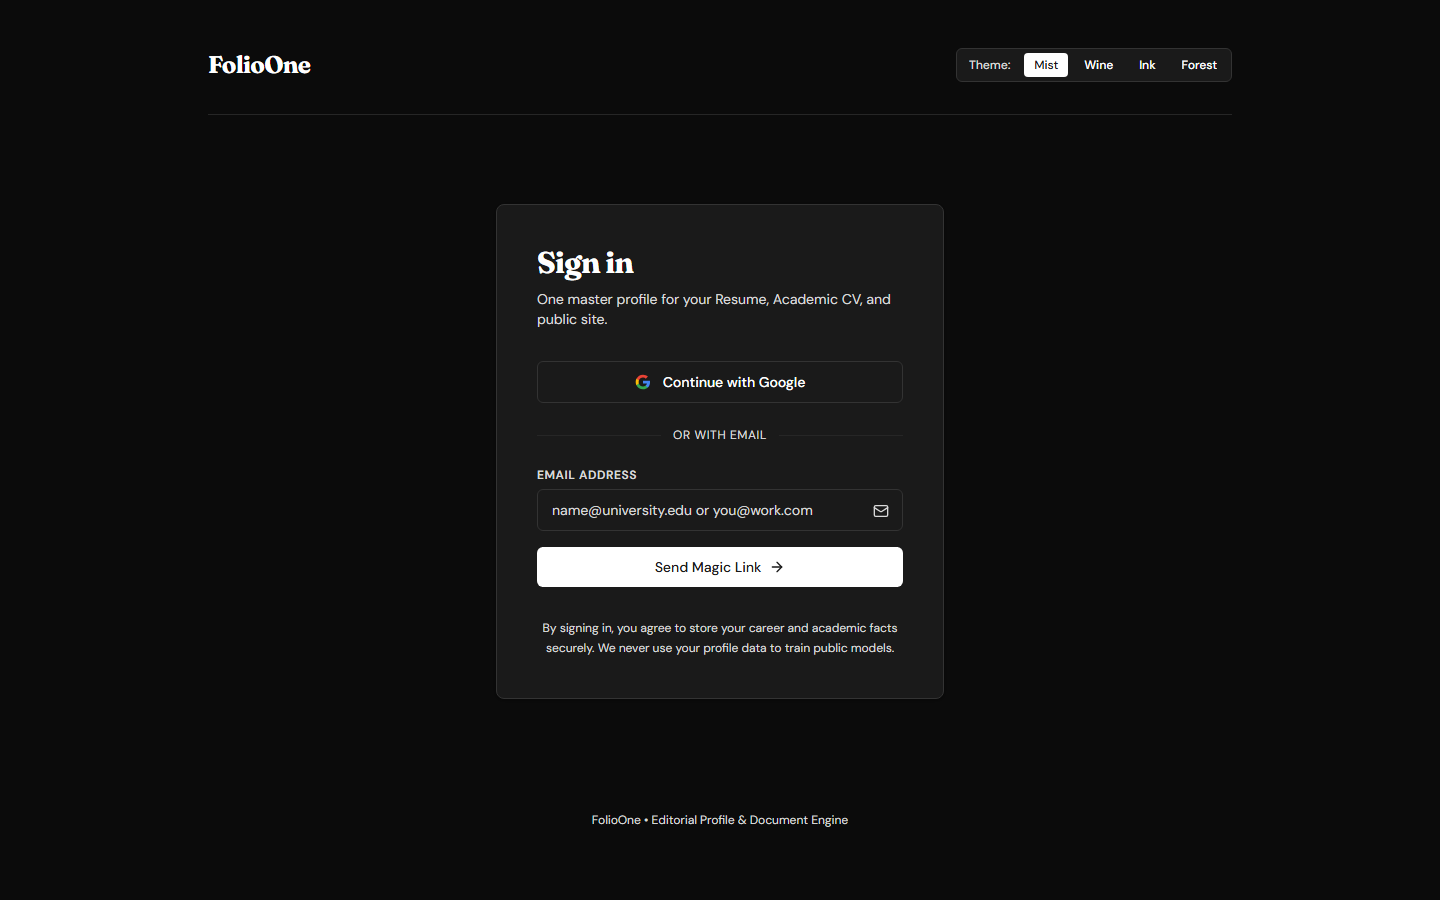 FolioOne
Theme: Mist Wine Ink Forest
Sign in
One master profile for your Resume, Academic CV, and
public site.
Continue with Google
OR WITH EMAIL
EMAIL ADDRESS
name@university.edu or you@work.com
Send Magic Link →
By signing in, you agree to store your career and academic facts
securely. We never use your profile data to train public models.
FolioOne • Editorial Profile & Document Engine